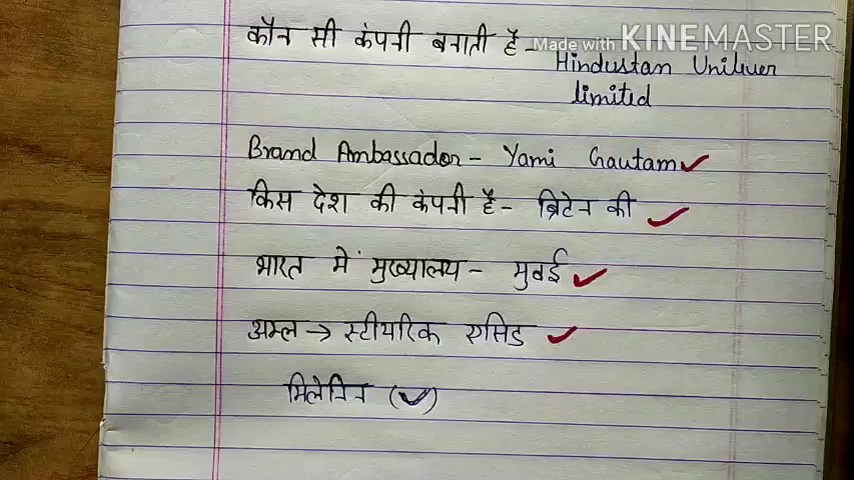 कौन सी कंपनी बनाती है - Made with KINEMASTER
Hindustan Unilever
limited
Brand Ambassador - Yami Gautam ✓
किस देश की कंपनी है - ब्रिटेन की ✓
भारत में मुख्यालय - मुबई ✓
अम्ल → स्टीयरिक एसिड ✓
मिलेनिन (✓)